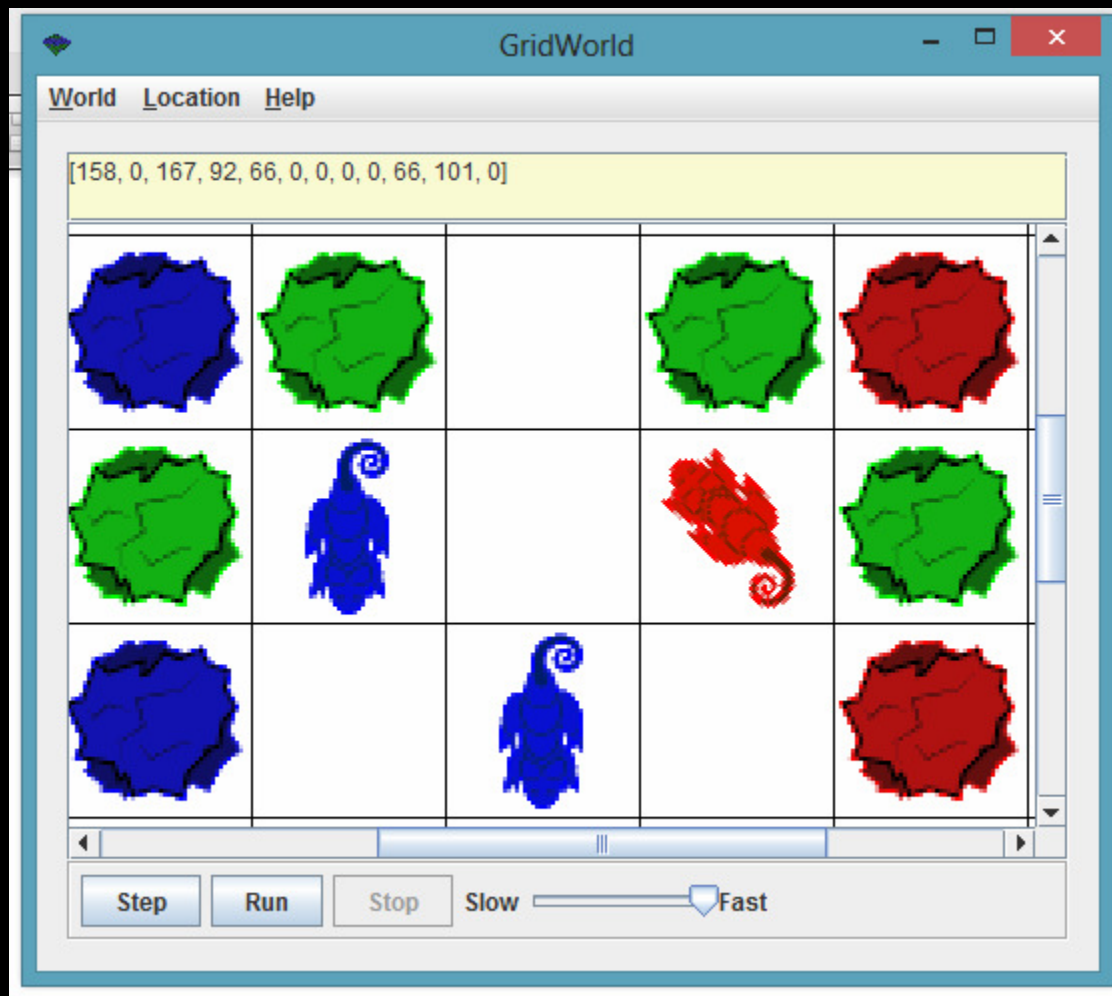 GridWorld
World Location Help
[158, 0, 167, 92, 66, 0, 0, 0, 0, 66, 101, 0]
Step Run Stop Slow Fast